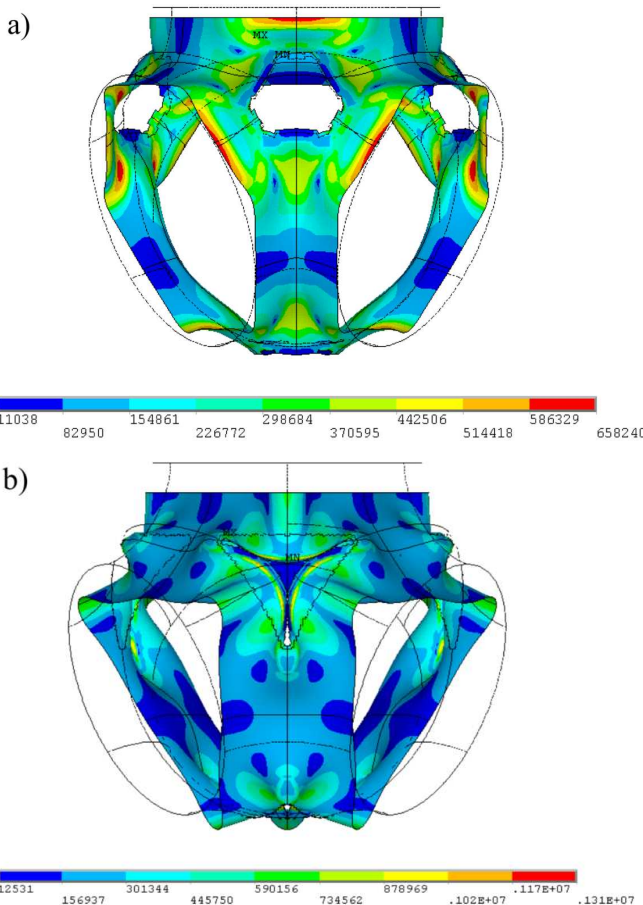 a)
MX
MN
11038 154861 298684 442506 586329
82950 226772 370595 514418 658240
b)
MX
MN
12531 301344 590156 878969 .117E+07
156937 445750 734562 .102E+07 .131E+07